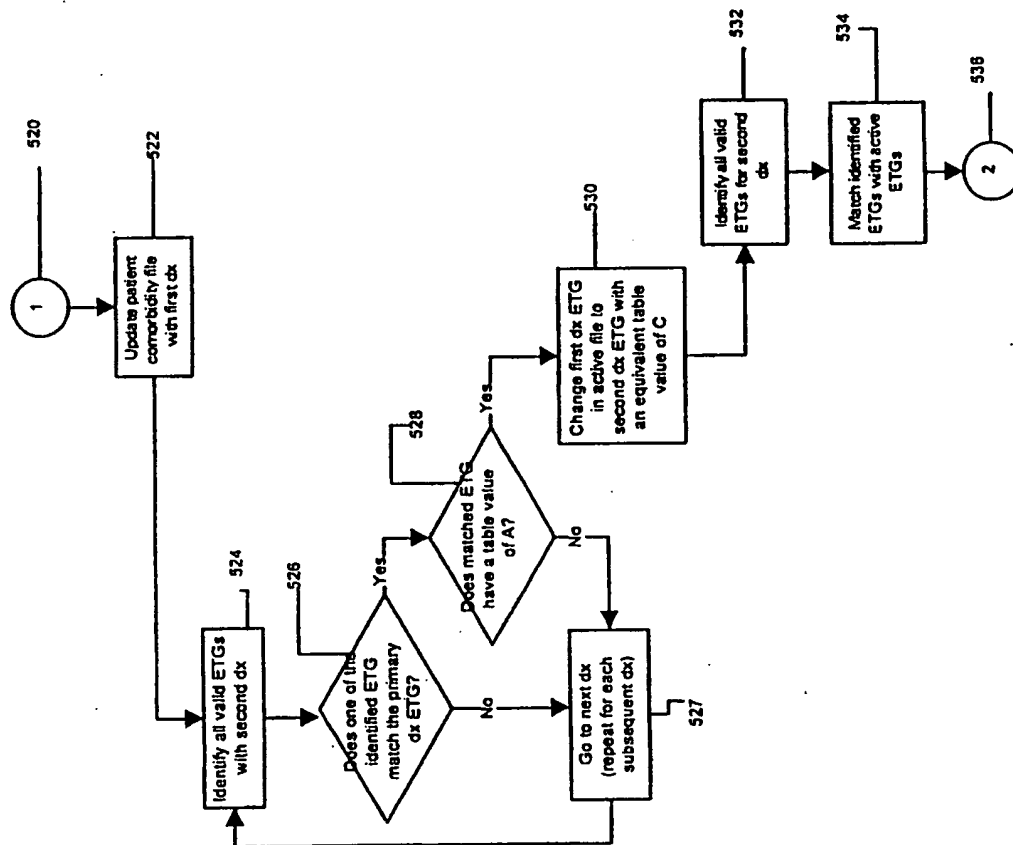 1
520
Update patient
comorbidity file
with first dx
522
Identify all valid ETGs
with second dx
524
Does one of the
identified ETG
match the primary
dx ETG?
526
Yes
No
Does matched ETG
have a table value
of A?
528
Yes
No
Go to next dx
(repeat for each
subsequent dx)
527
Change first dx ETG
in active file to
second dx ETG with
an equivalent table
value of C
530
Identify all valid
ETGs for second
dx
532
Match identified
ETGs with active
ETGs
534
2
536